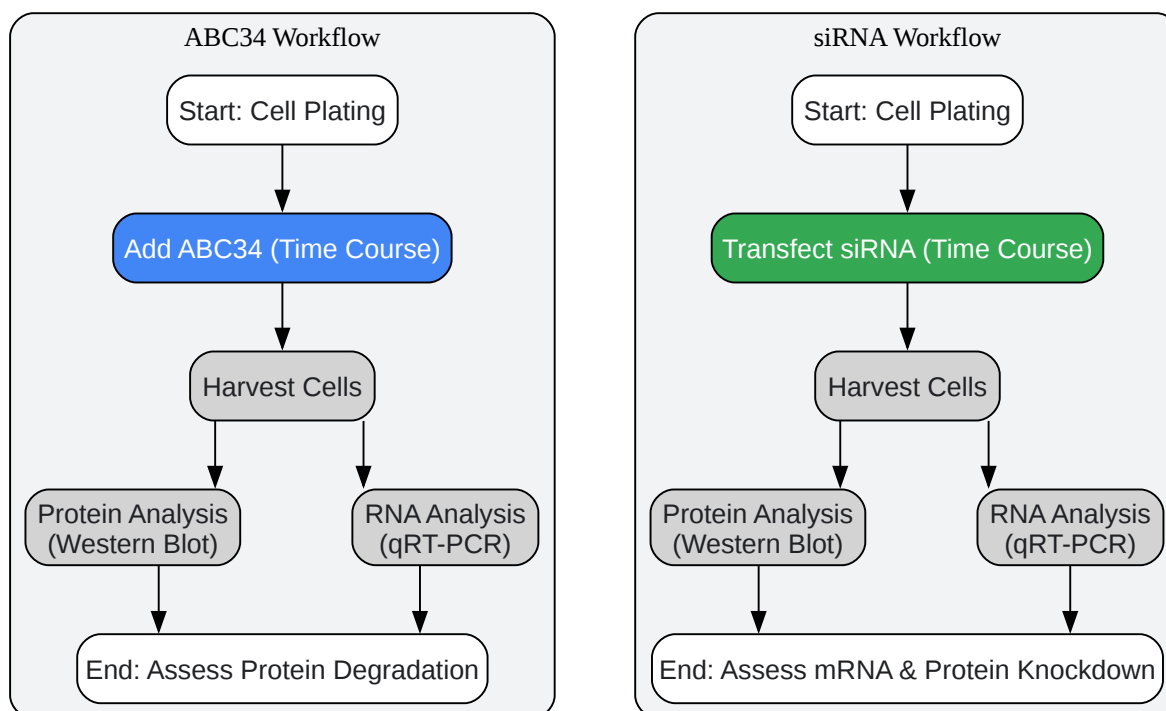 ABC34 Workflow
Start: Cell Plating
Add ABC34 (Time Course)
Harvest Cells
Protein Analysis
(Western Blot)
RNA Analysis
(qRT-PCR)
End: Assess Protein Degradation
siRNA Workflow
Start: Cell Plating
Transfect siRNA (Time Course)
Harvest Cells
Protein Analysis
(Western Blot)
RNA Analysis
(qRT-PCR)
End: Assess mRNA & Protein Knockdown